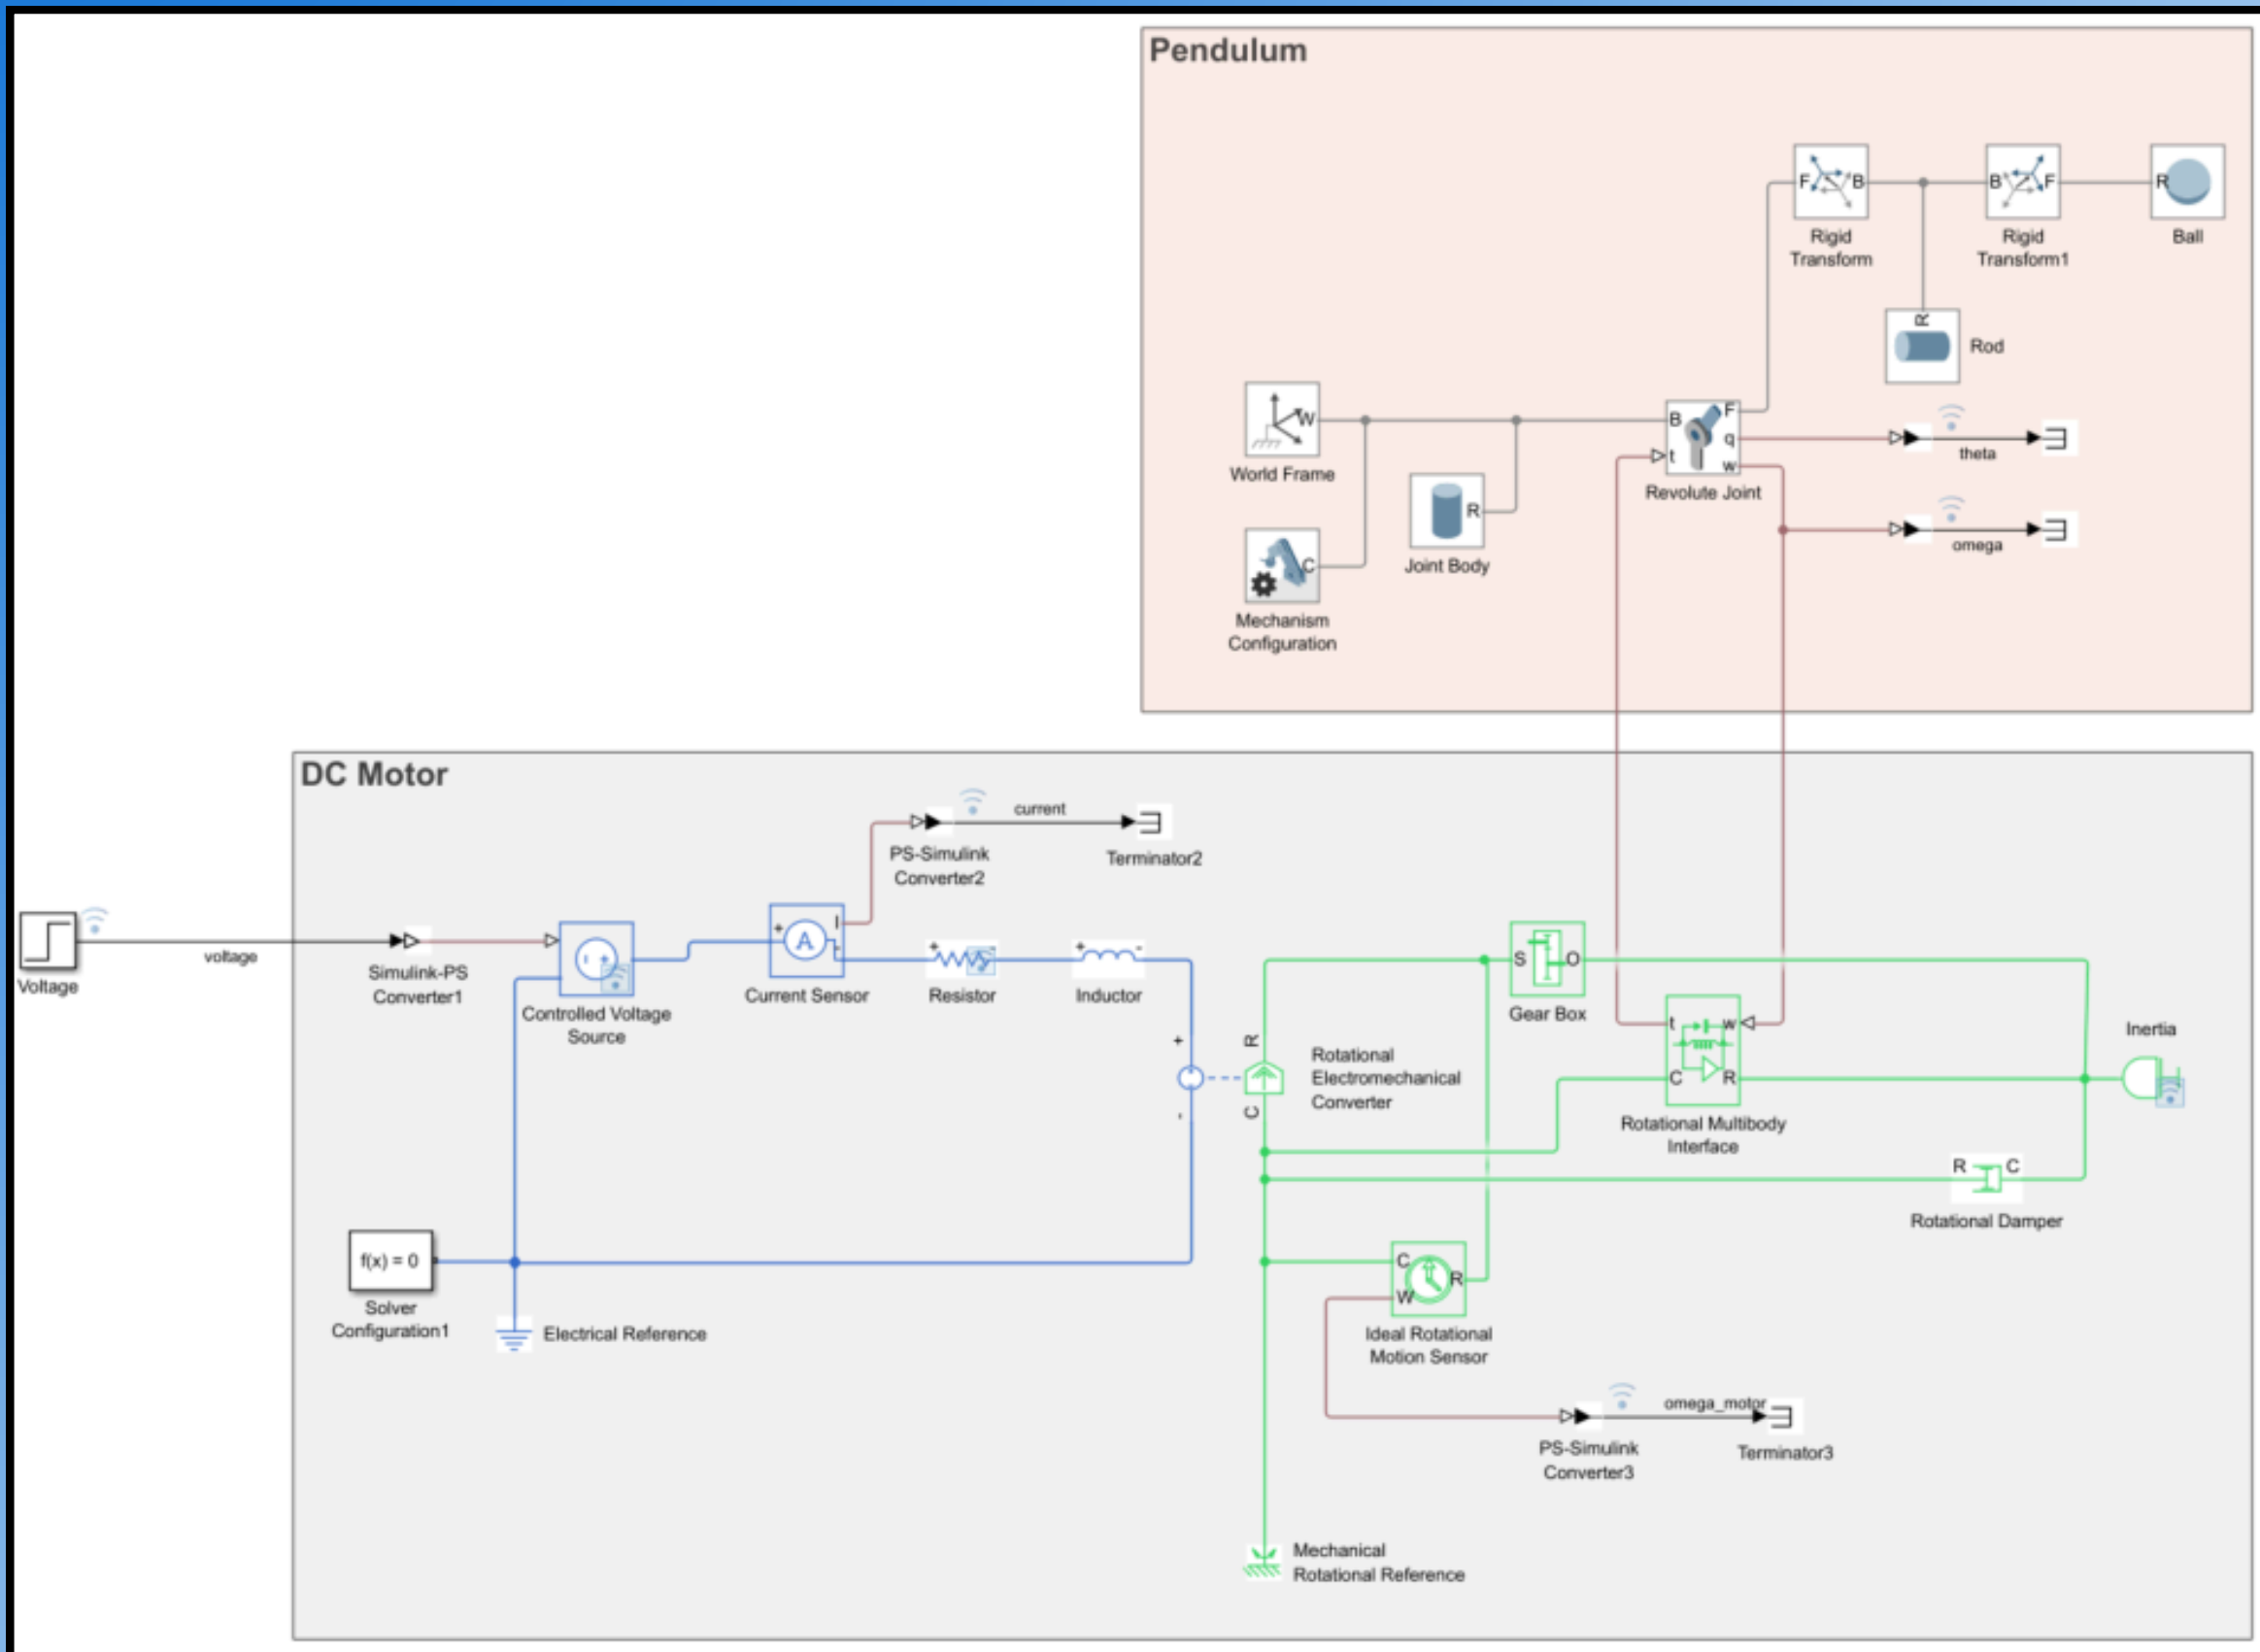 Pendulum
F
B
B
F
R
Rigid
Transform
Rigid
Transform1
Ball
R
Rod
W
World Frame
B
F
q
t
w
Revolute Joint
theta
R
Joint Body
omega
C
Mechanism
Configuration
DC Motor
current
PS-Simulink
Converter2
Terminator2
voltage
Voltage
Simulink-PS
Converter1
Controlled Voltage
Source
+
A
I
-
Current Sensor
+
-
Resistor
+
-
Inductor
S
O
Gear Box
+
-
R
C
Rotational
Electromechanical
Converter
t
w
C
R
Rotational Multibody
Interface
Inertia
R
C
Rotational Damper
f(x) = 0
Solver
Configuration1
Electrical Reference
C
R
W
Ideal Rotational
Motion Sensor
omega_motor
PS-Simulink
Converter3
Terminator3
Mechanical
Rotational Reference